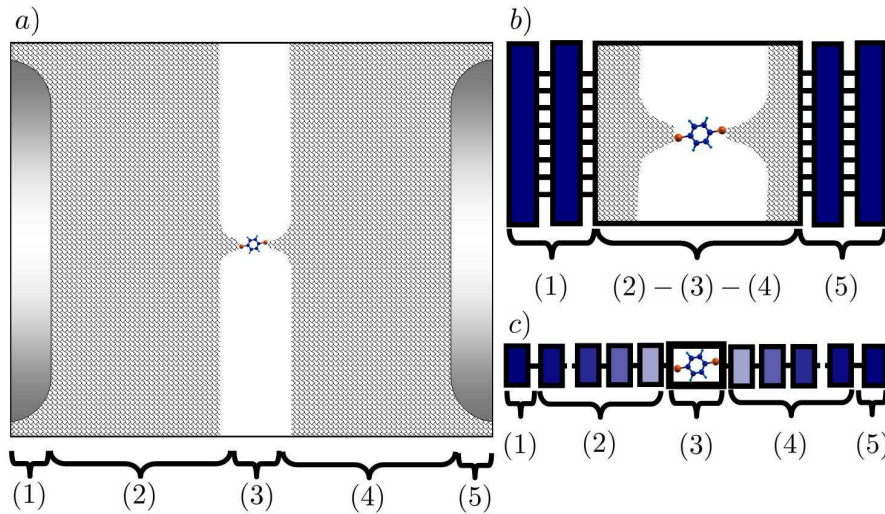 a)
(1) (2) (3) (4) (5)
b)
(1) (2) − (3) − (4) (5)
c)
(1) (2) (3) (4) (5)